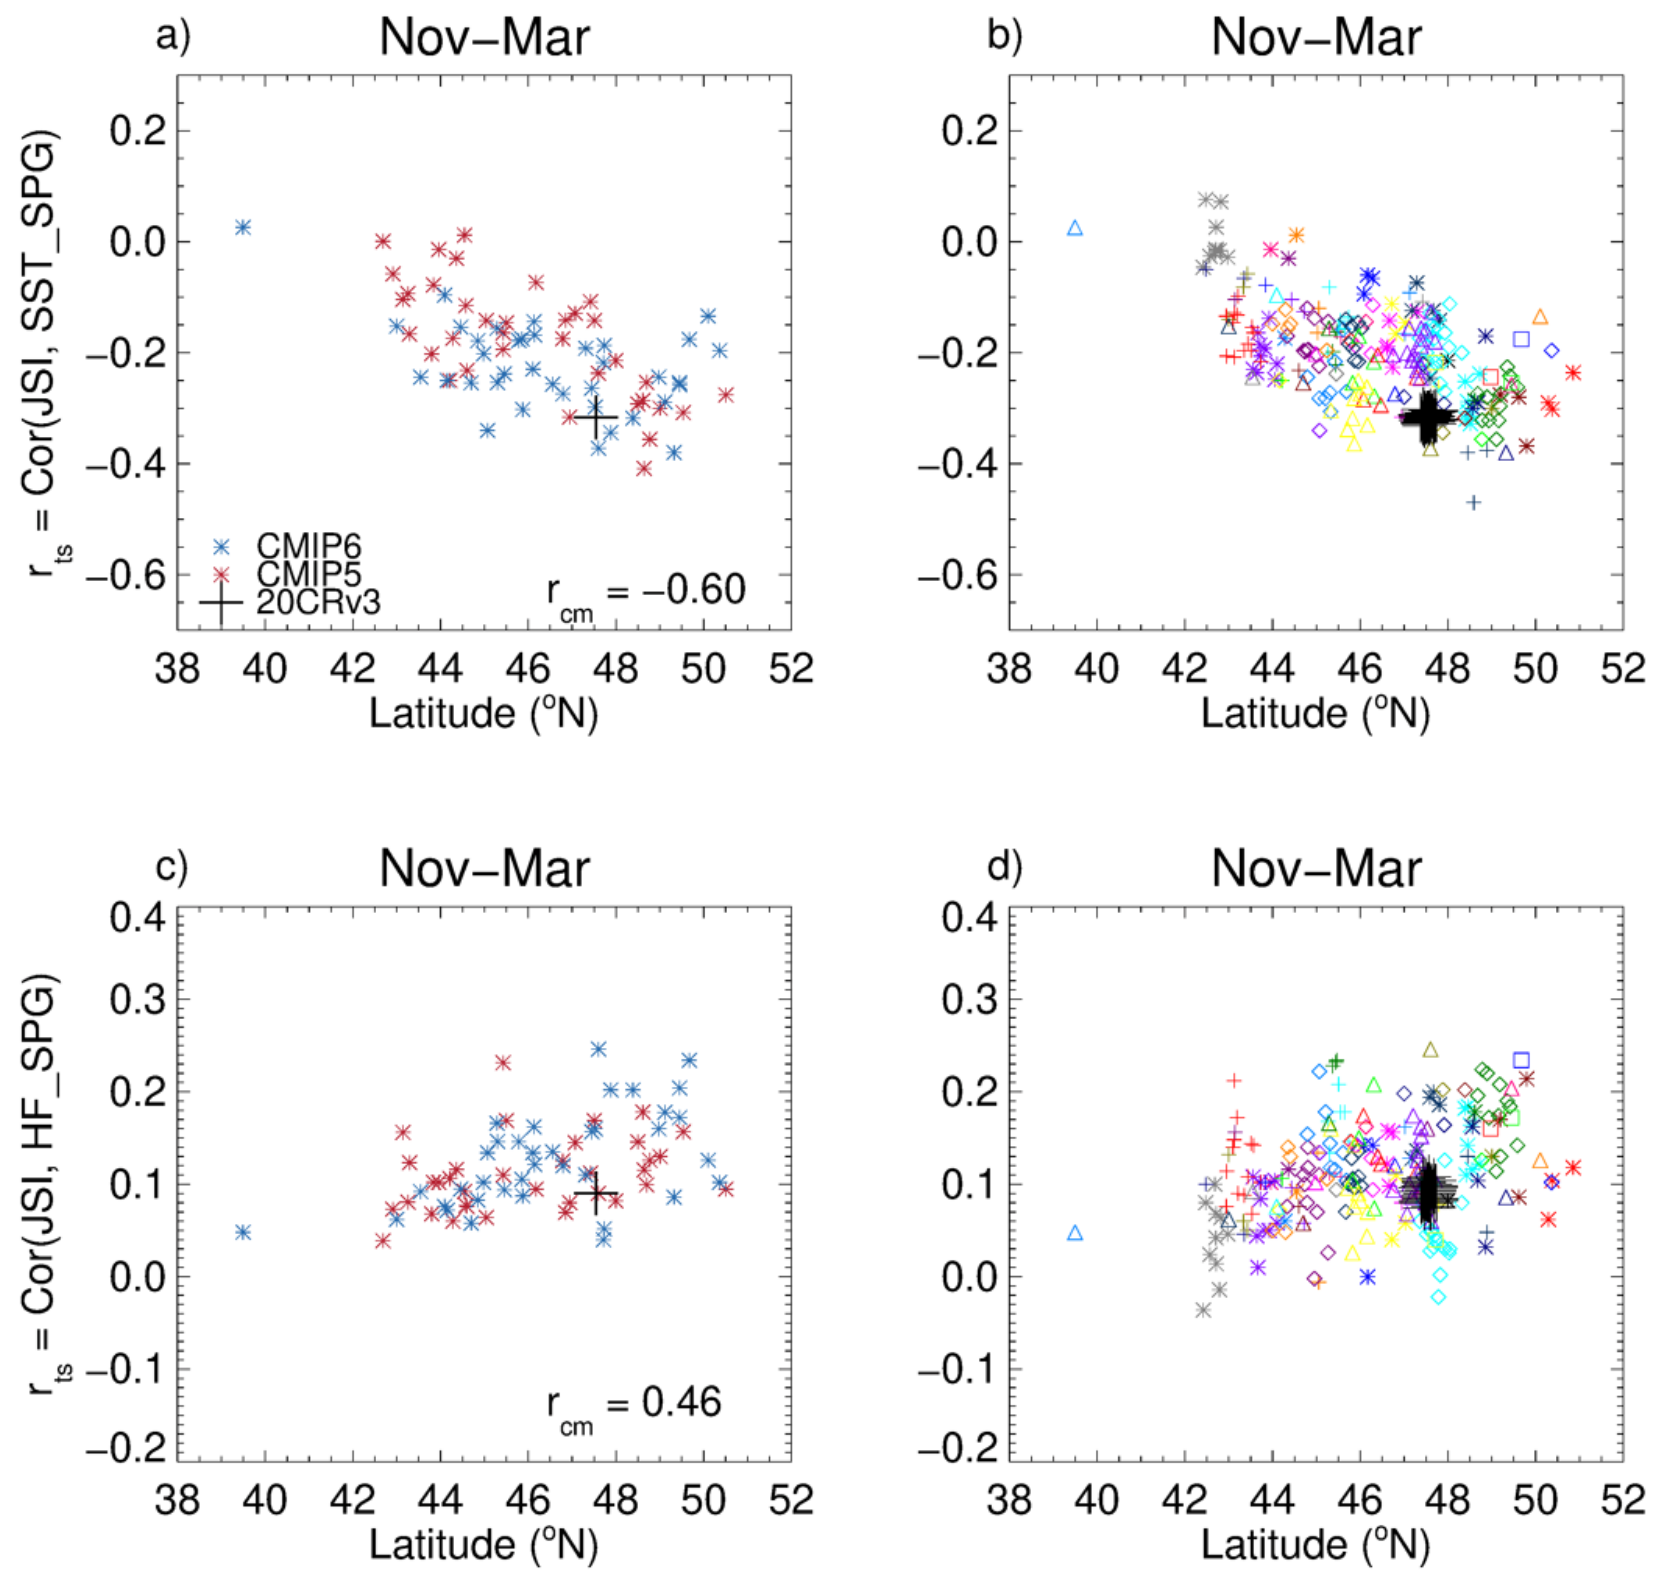 a) Nov−Mar
r_ts = Cor(JSI, SST_SPG)
0.2
0.0
−0.2
−0.4
−0.6
CMIP6
CMIP5
20CRv3
r_cm = −0.60
38 40 42 44 46 48 50 52
Latitude (°N)
b) Nov−Mar
0.2
0.0
−0.2
−0.4
−0.6
38 40 42 44 46 48 50 52
Latitude (°N)
c) Nov−Mar
r_ts = Cor(JSI, HF_SPG)
0.4
0.3
0.2
0.1
0.0
−0.1
−0.2
r_cm = 0.46
38 40 42 44 46 48 50 52
Latitude (°N)
d) Nov−Mar
0.4
0.3
0.2
0.1
0.0
−0.1
−0.2
38 40 42 44 46 48 50 52
Latitude (°N)